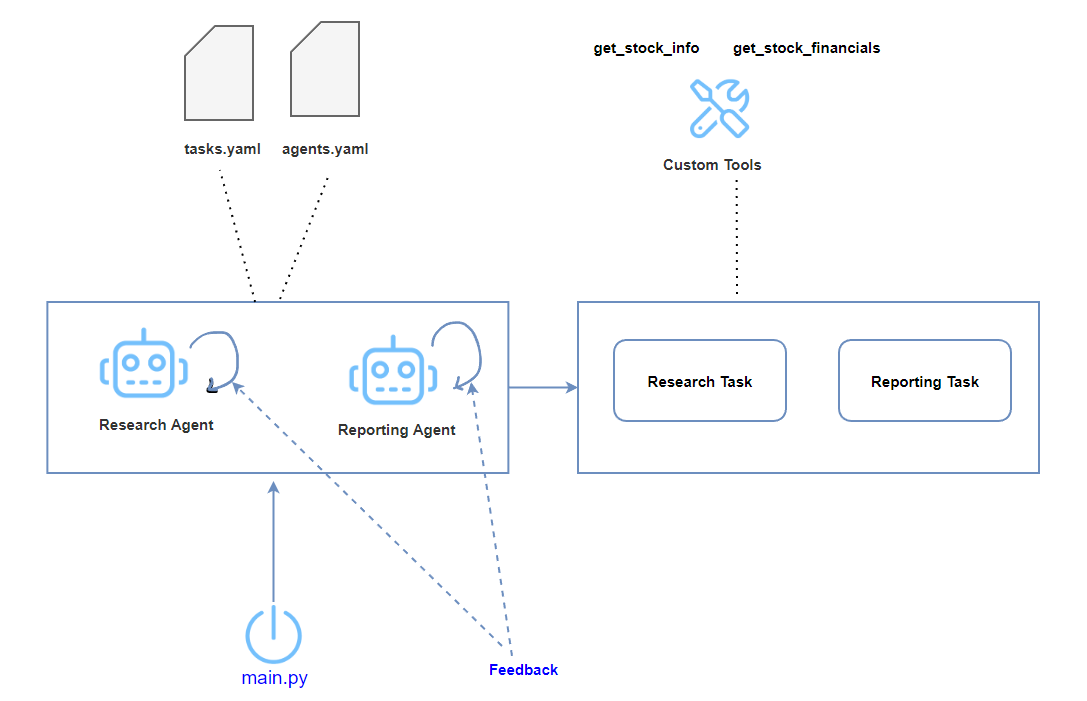 get_stock_info get_stock_financials
tasks.yaml agents.yaml
Custom Tools
Research Agent
Reporting Agent
Research Task
Reporting Task
main.py
Feedback